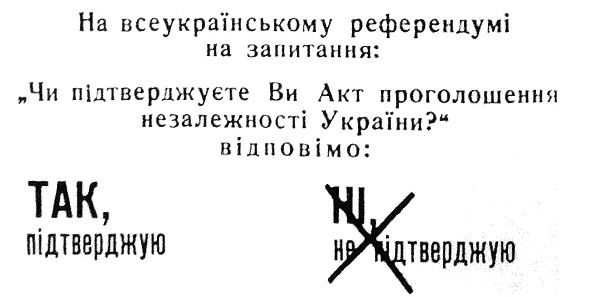 На всеукраїнському референдумі
на запитання:
„Чи підтверджуєте Ви Акт проголошення
незалежності України?“
відповімо:
ТАК,
підтверджую
НІ,
не підтверджую